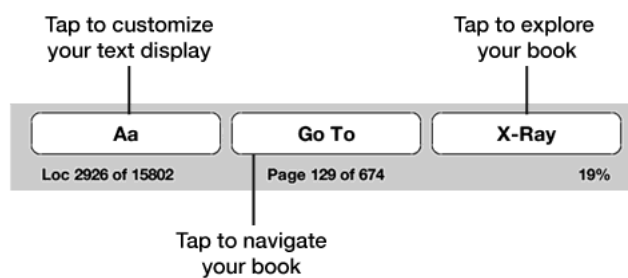 Tap to customize
your text display
Tap to explore
your book
Aa
Go To
X-Ray
Loc 2926 of 15802
Page 129 of 674
19%
Tap to navigate
your book